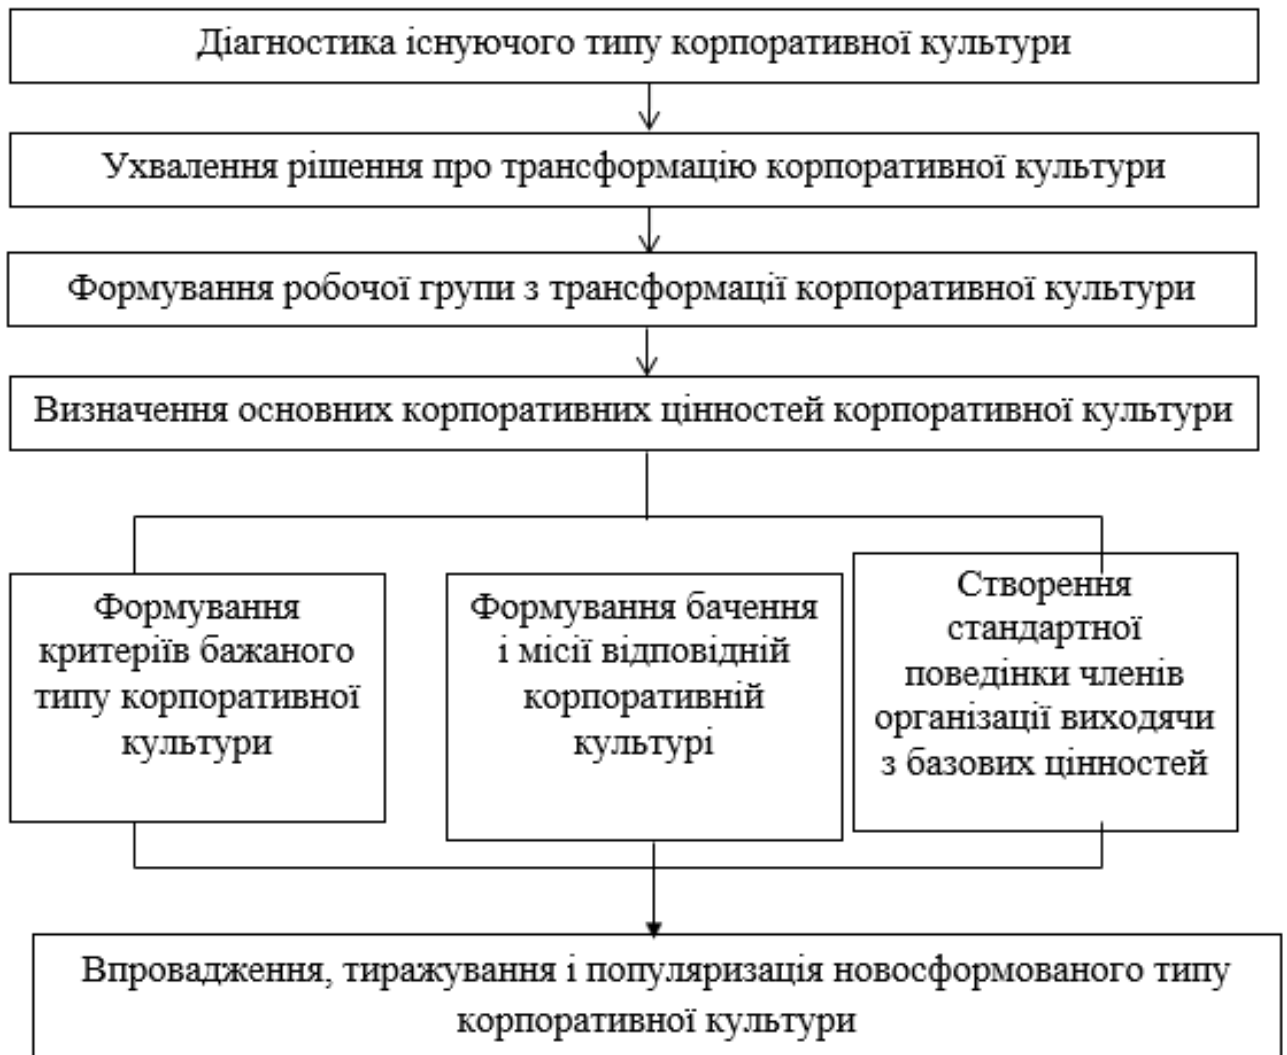 Діагностика існуючого типу корпоративної культури
Ухвалення рішення про трансформацію корпоративної культури
Формування робочої групи з трансформації корпоративної культури
Визначення основних корпоративних цінностей корпоративної культури
Формування
критеріїв бажаного
типу корпоративної
культури
Формування бачення
і місії відповідній
корпоративній
культурі
Створення
стандартної
поведінки членів
організації виходячи
з базових цінностей
Впровадження, тиражування і популяризація новосформованого типу
корпоративної культури